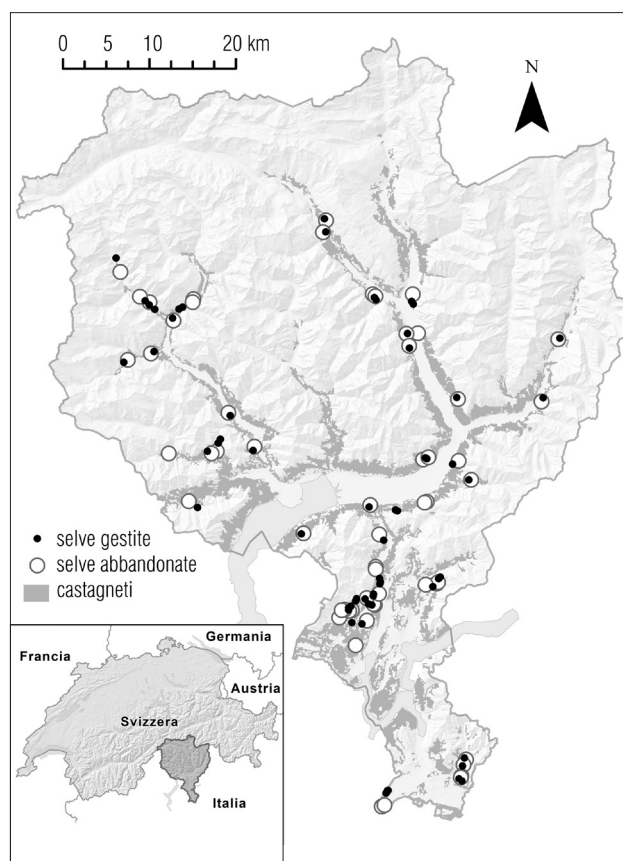 0 5 10 20 km
N
selve gestite
selve abbandonate
castagneti
Germania
Francia
Austria
Svizzera
Italia